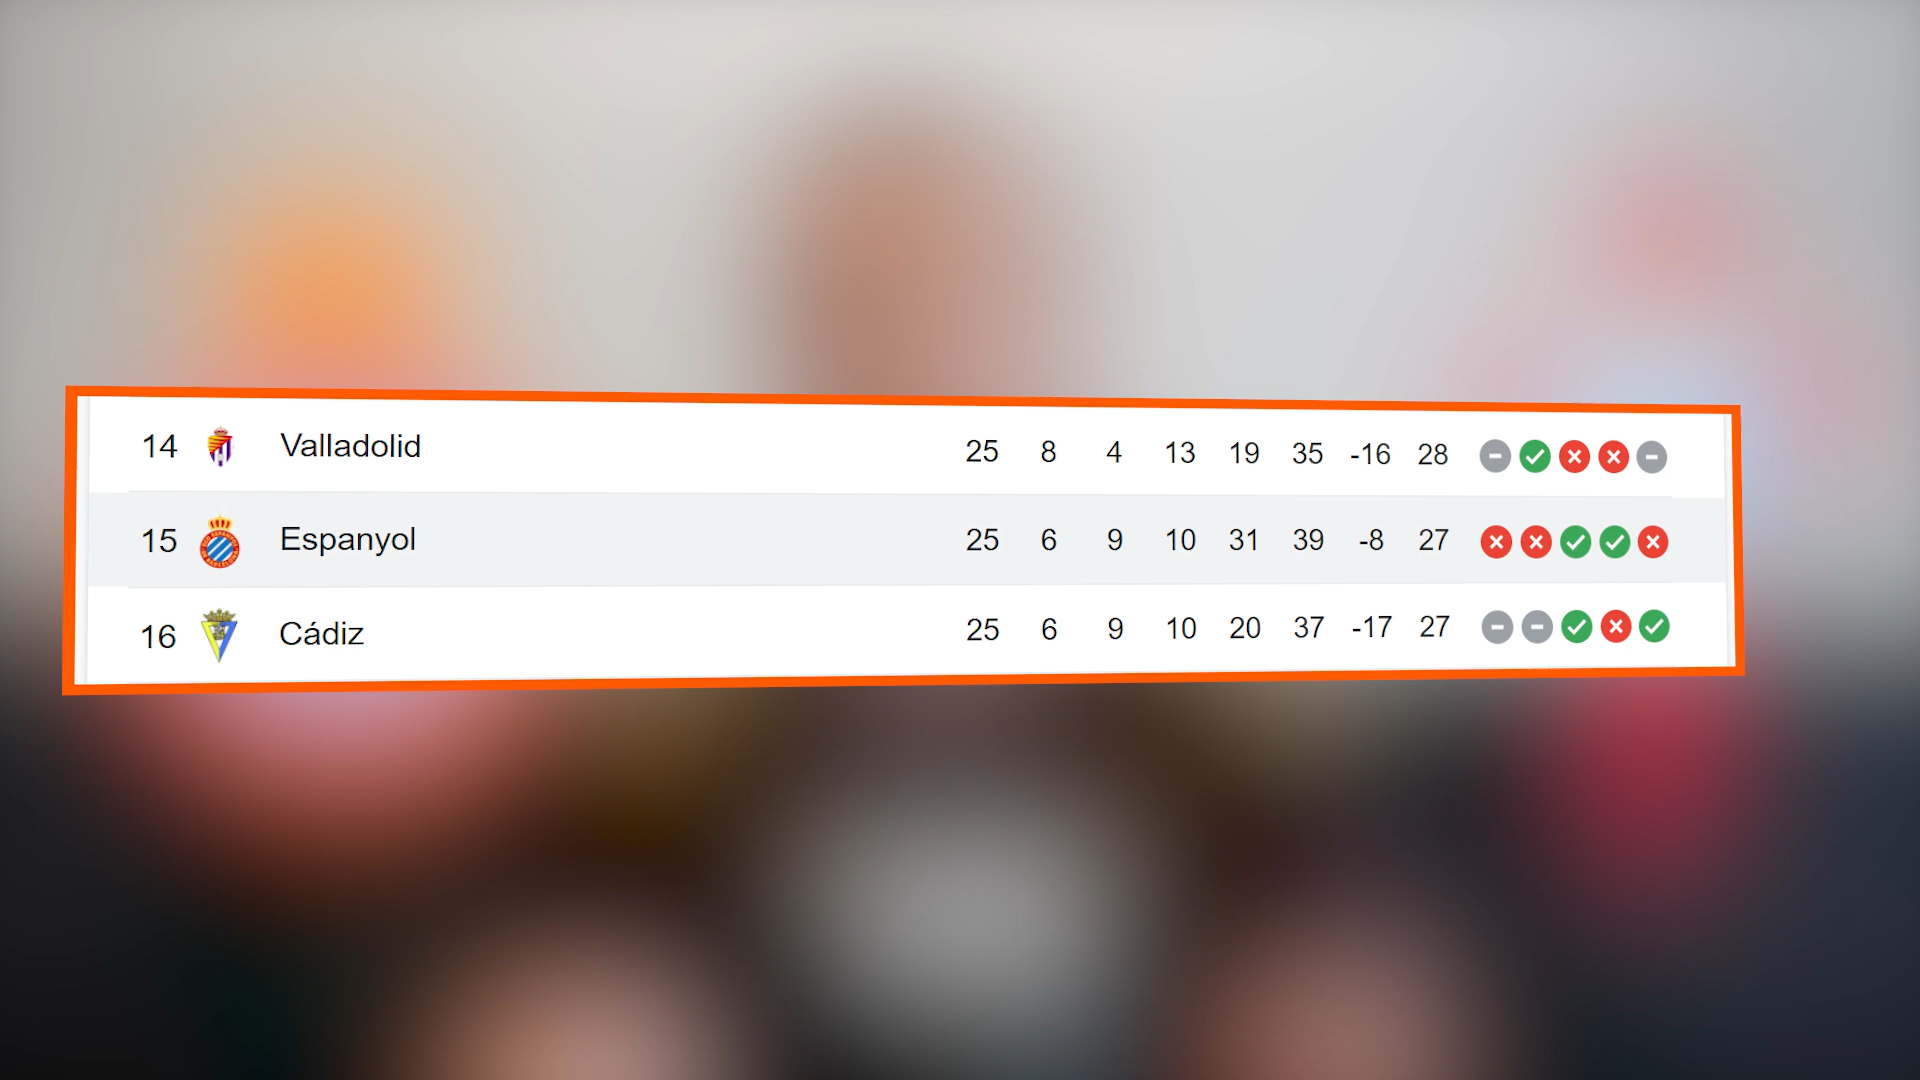 14 Valladolid 25 8 4 13 19 35 -16 28
15 Espanyol 25 6 9 10 31 39 -8 27
16 Cádiz 25 6 9 10 20 37 -17 27